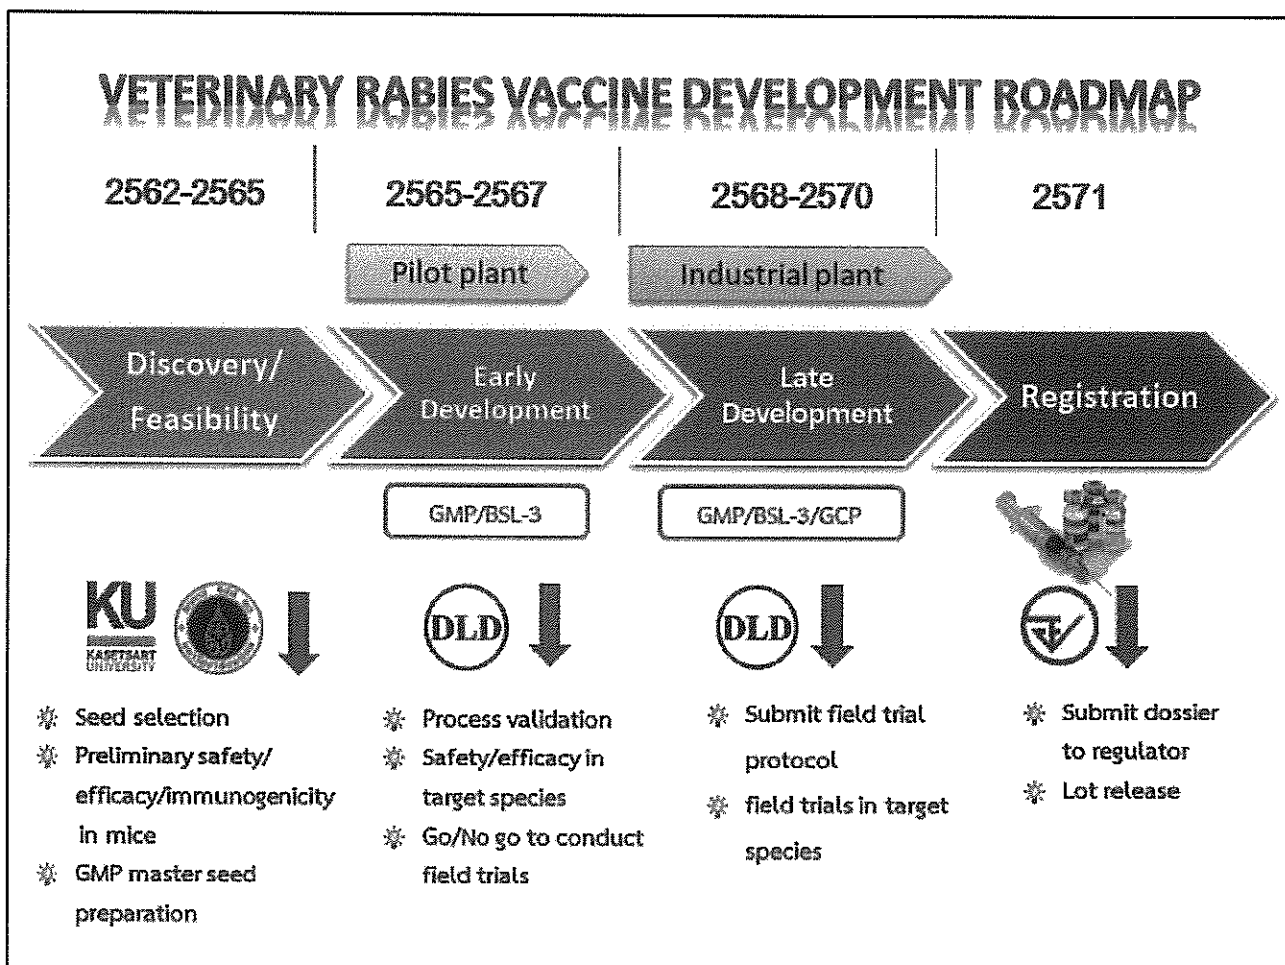 VETERINARY RABIES VACCINE DEVELOPMENT ROADMAP
2562-2565
2565-2567
2568-2570
2571
Pilot plant
Industrial plant
Discovery/
Feasibility
Early
Development
Late
Development
Registration
GMP/BSL-3
GMP/BSL-3/GCP
KU
KASETSART
UNIVERSITY
DLD
DLD
Seed selection
Preliminary safety/
efficacy/immunogenicity
in mice
GMP master seed
preparation
Process validation
Safety/efficacy in
target species
Go/No go to conduct
field trials
Submit field trial
protocol
field trials in target
species
Submit dossier
to regulator
Lot release